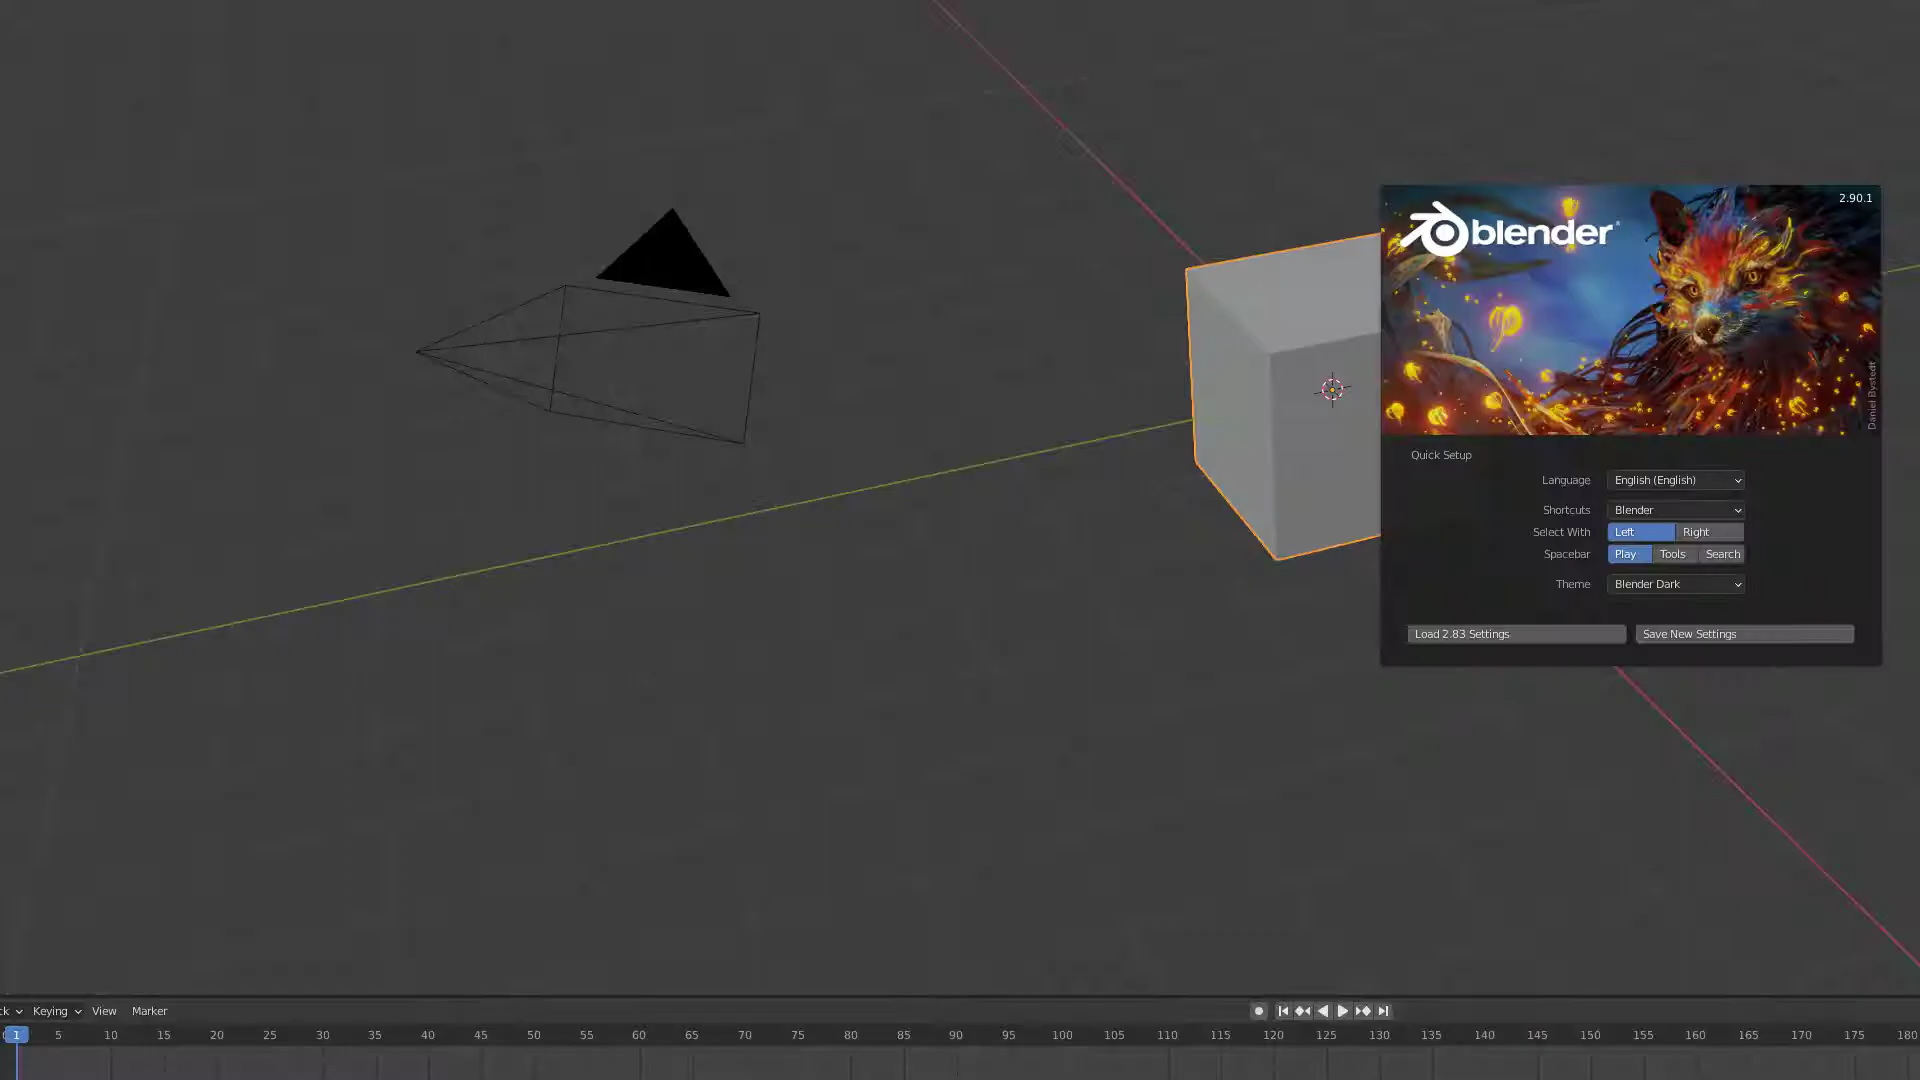 2.90.1
blender
Daniel Bystedt
Quick Setup
Language English (English)
Shortcuts Blender
Select With Left Right
Spacebar Play Tools Search
Theme Blender Dark
Load 2.83 Settings Save New Settings
ck Keying View Marker
1 5 10 15 20 25 30 35 40 45 50 55 60 65 70 75 80 85 90 95 100 105 110 115 120 125 130 135 140 145 150 155 160 165 170 175 180